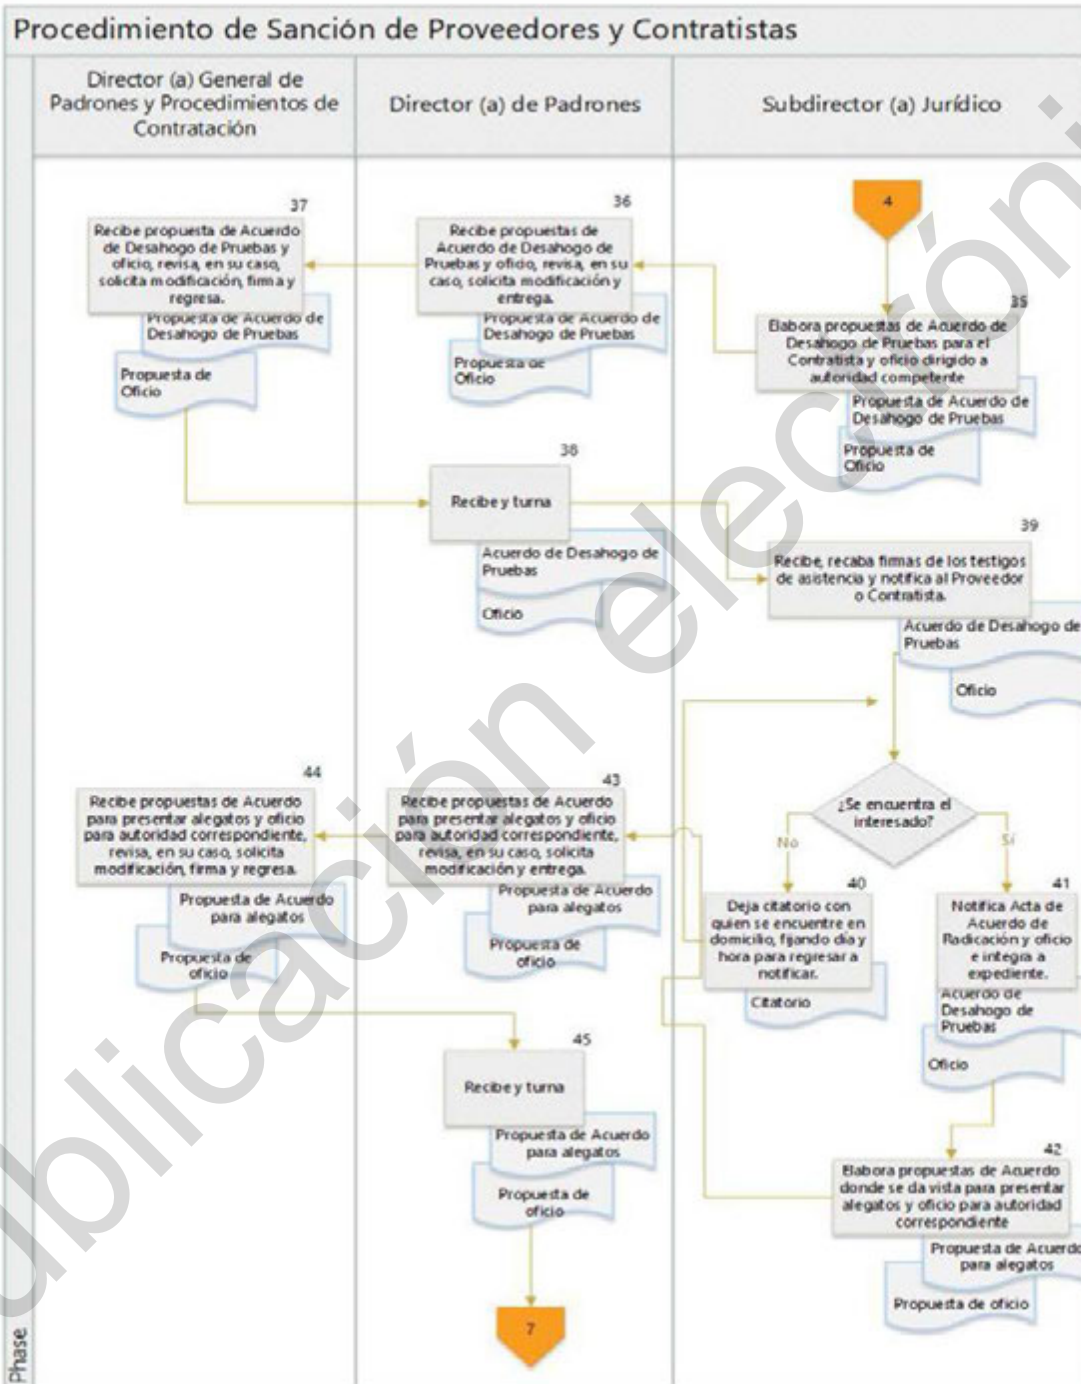 Procedimiento de Sanción de Proveedores y Contratistas
Director (a) General de
Padrones y Procedimientos de
Contratación
Director (a) de Padrones
Subdirector (a) Jurídico
4
37
Recibe propuesta de Acuerdo
de Desahogo de Pruebas y
oficio, revisa, en su caso,
solicita modificación, firma y
regresa.
Propuesta de Acuerdo de
Desahogo de Pruebas
Propuesta de
Oficio
36
Recibe propuestas de
Acuerdo de Desahogo de
Pruebas y oficio, revisa, en su
caso, solicita modificación y
entrega.
Propuesta de Acuerdo de
Desahogo de Pruebas
Propuesta de
Oficio
35
Elabora propuestas de Acuerdo de
Desahogo de Pruebas para el
Contratista y oficio dirigido a
autoridad competente
Propuesta de Acuerdo de
Desahogo de Pruebas
Propuesta de
Oficio
38
Recibe y turna
Acuerdo de Desahogo de
Pruebas
Oficio
39
Recibe, recaba firmas de los testigos
de asistencia y notifica al Proveedor
o Contratista.
Acuerdo de Desahogo de
Pruebas
Oficio
¿Se encuentra el
interesado?
No
Sí
44
Recibe propuestas de Acuerdo
para presentar alegatos y oficio
para autoridad correspondiente,
revisa, en su caso, solicita
modificación, firma y regresa.
Propuesta de Acuerdo
para alegatos
Propuesta de
oficio
43
Recibe propuestas de Acuerdo
para presentar alegatos y oficio
para autoridad correspondiente,
revisa, en su caso, solicita
modificación y entrega.
Propuesta de Acuerdo
para alegatos
Propuesta de
oficio
40
Deja citatorio con
quien se encuentre en
domicilio, fijando día y
hora para regresar a
notificar.
Citatorio
41
Notifica Acta de
Acuerdo de
Radicación y oficio
e integra a
expediente.
Acuerdo de
Desahogo de
Pruebas
Oficio
45
Recibe y turna
Propuesta de Acuerdo
para alegatos
Propuesta de
oficio
42
Elabora propuestas de Acuerdo
donde se da vista para presentar
alegatos y oficio para autoridad
correspondiente
Propuesta de Acuerdo
para alegatos
Propuesta de oficio
7
Phase
ublicación electróni